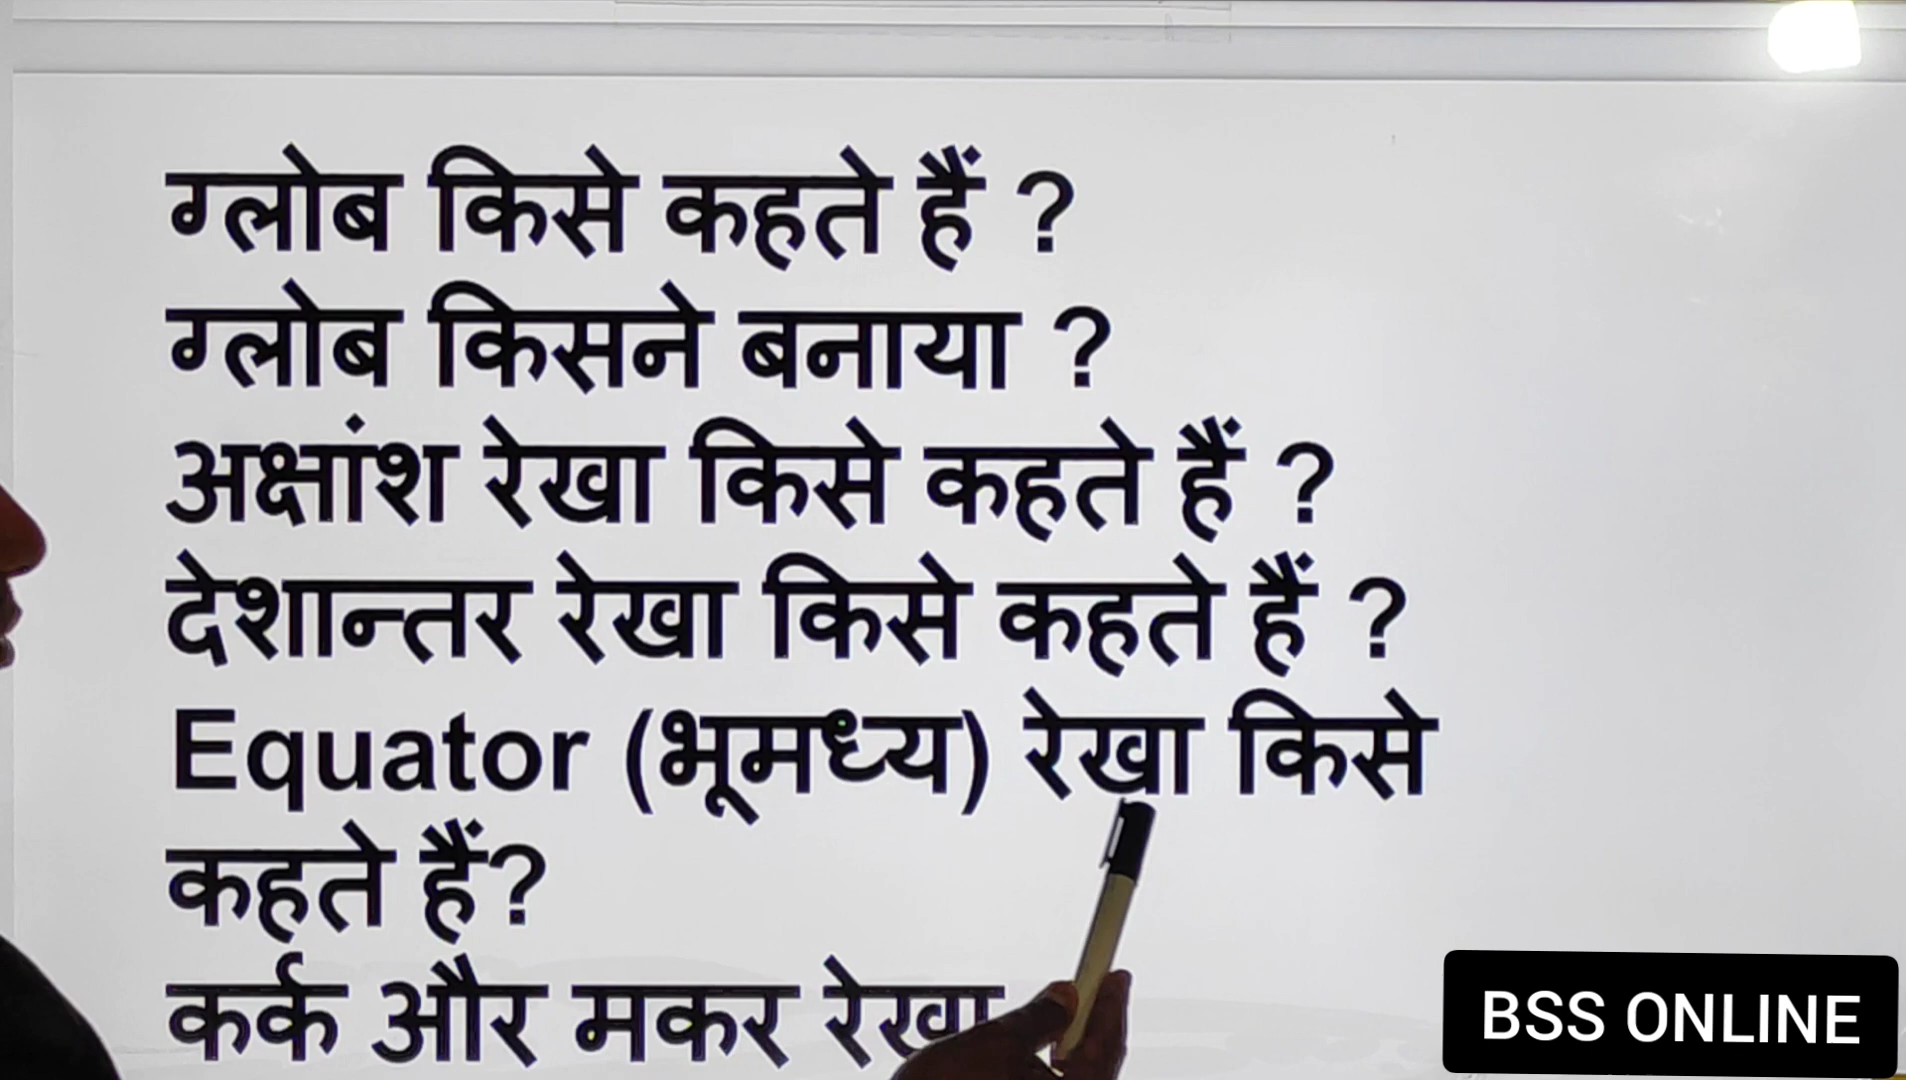 ग्लोब किसे कहते हैं ?
ग्लोब किसने बनाया ?
अक्षांश रेखा किसे कहते हैं ?
देशान्तर रेखा किसे कहते हैं ?
Equator (भूमध्य) रेखा किसे
कहते हैं?
कर्क और मकर रेखा
BSS ONLINE